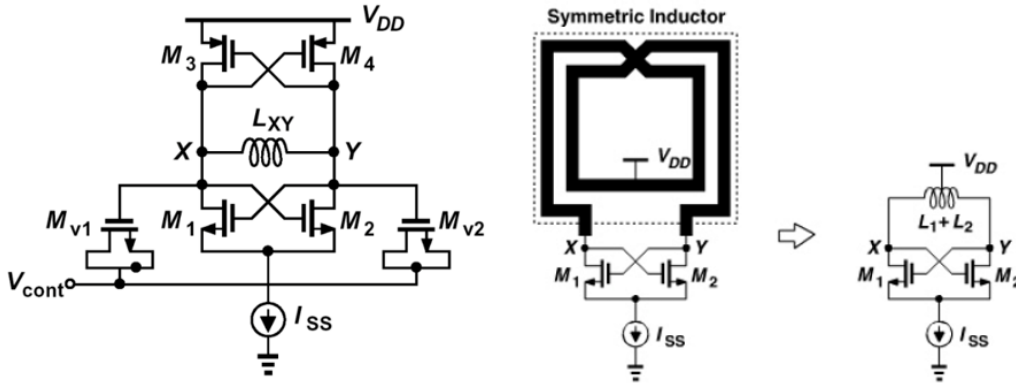 V_DD
M_3
M_4
L_XY
X
Y
M_v1
M_1
M_2
M_v2
V_cont
I_SS
Symmetric Inductor
V_DD
X
Y
M_1
M_2
I_SS
V_DD
L_1 + L_2
X
Y
M_1
M_2
I_SS